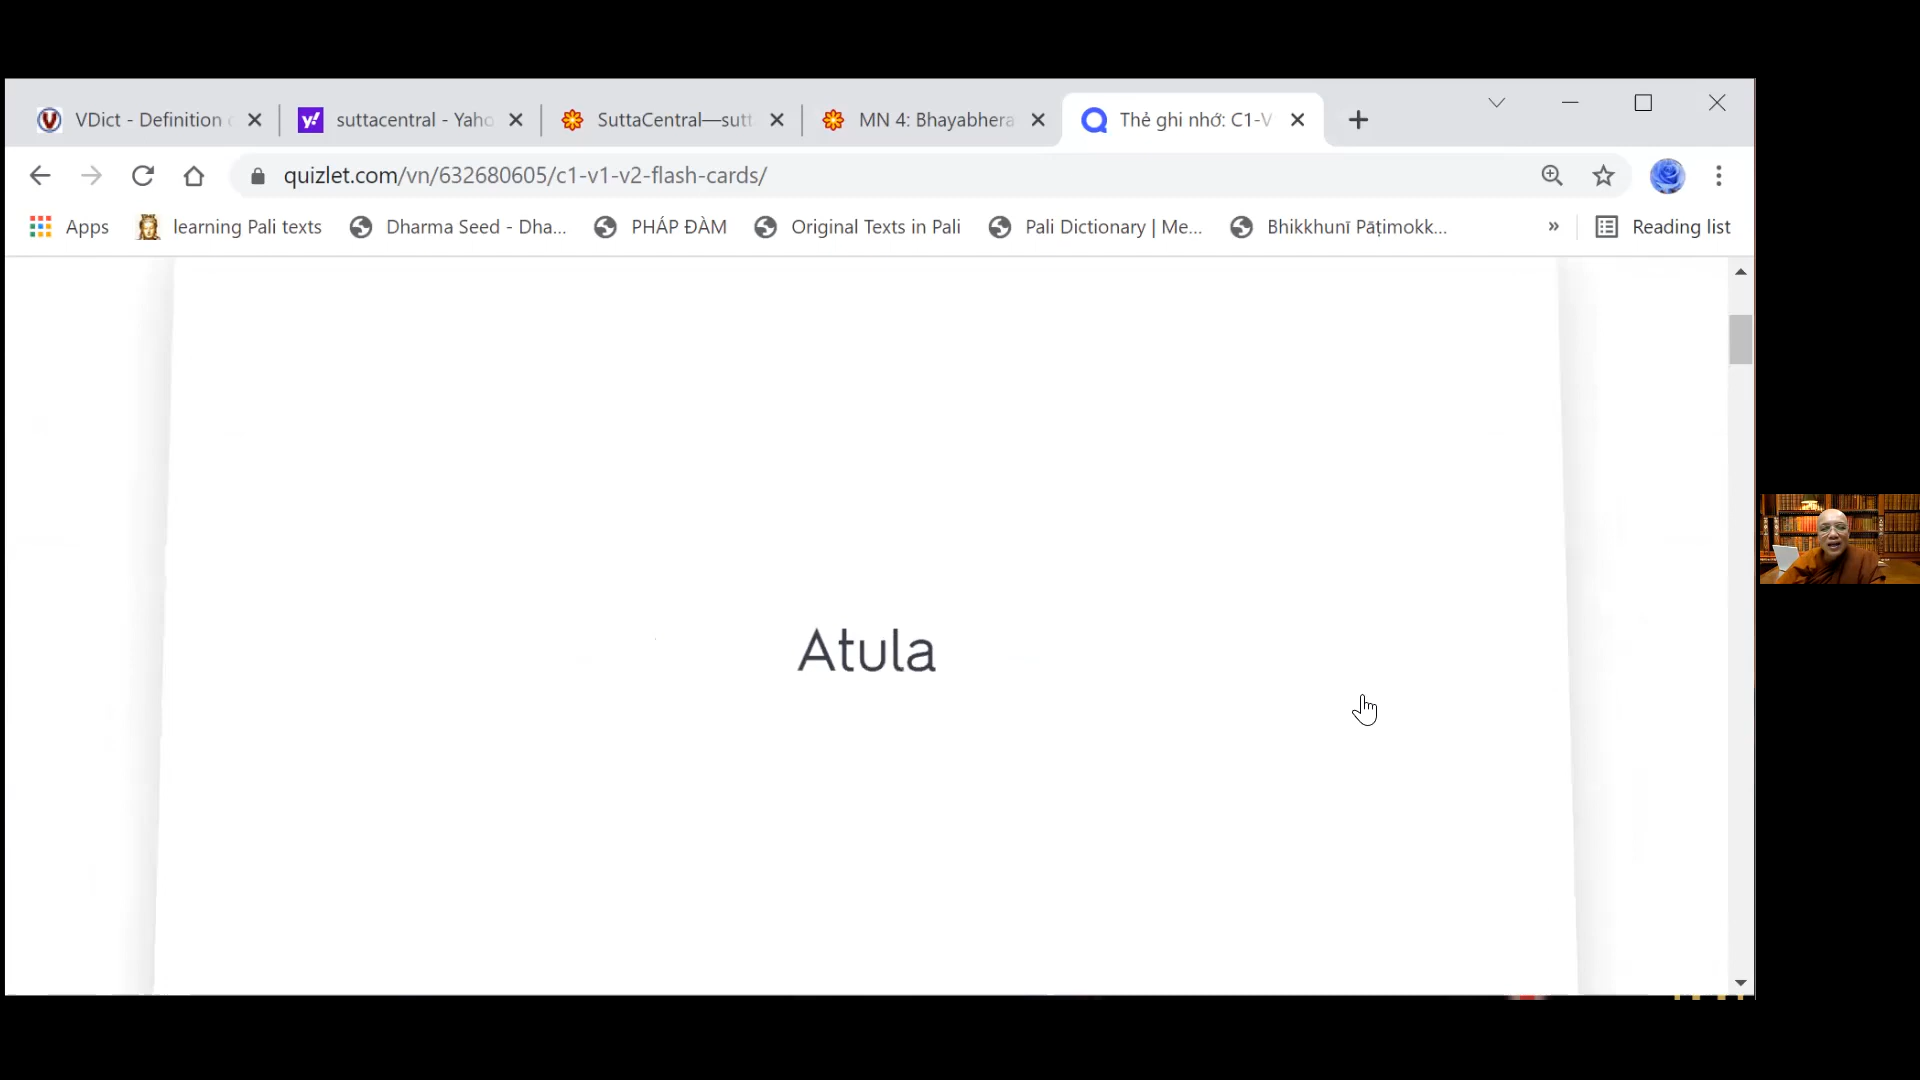 VDict - Definition
suttacentral - Yaho
SuttaCentral—sutt
MN 4: Bhayabhera
Thẻ ghi nhớ: C1-V
quizlet.com/vn/632680605/c1-v1-v2-flash-cards/
Apps
learning Pali texts
Dharma Seed - Dha...
PHÁP ĐÀM
Original Texts in Pali
Pali Dictionary | Me...
Bhikkhunī Pāṭimokk...
»
Reading list
Atula